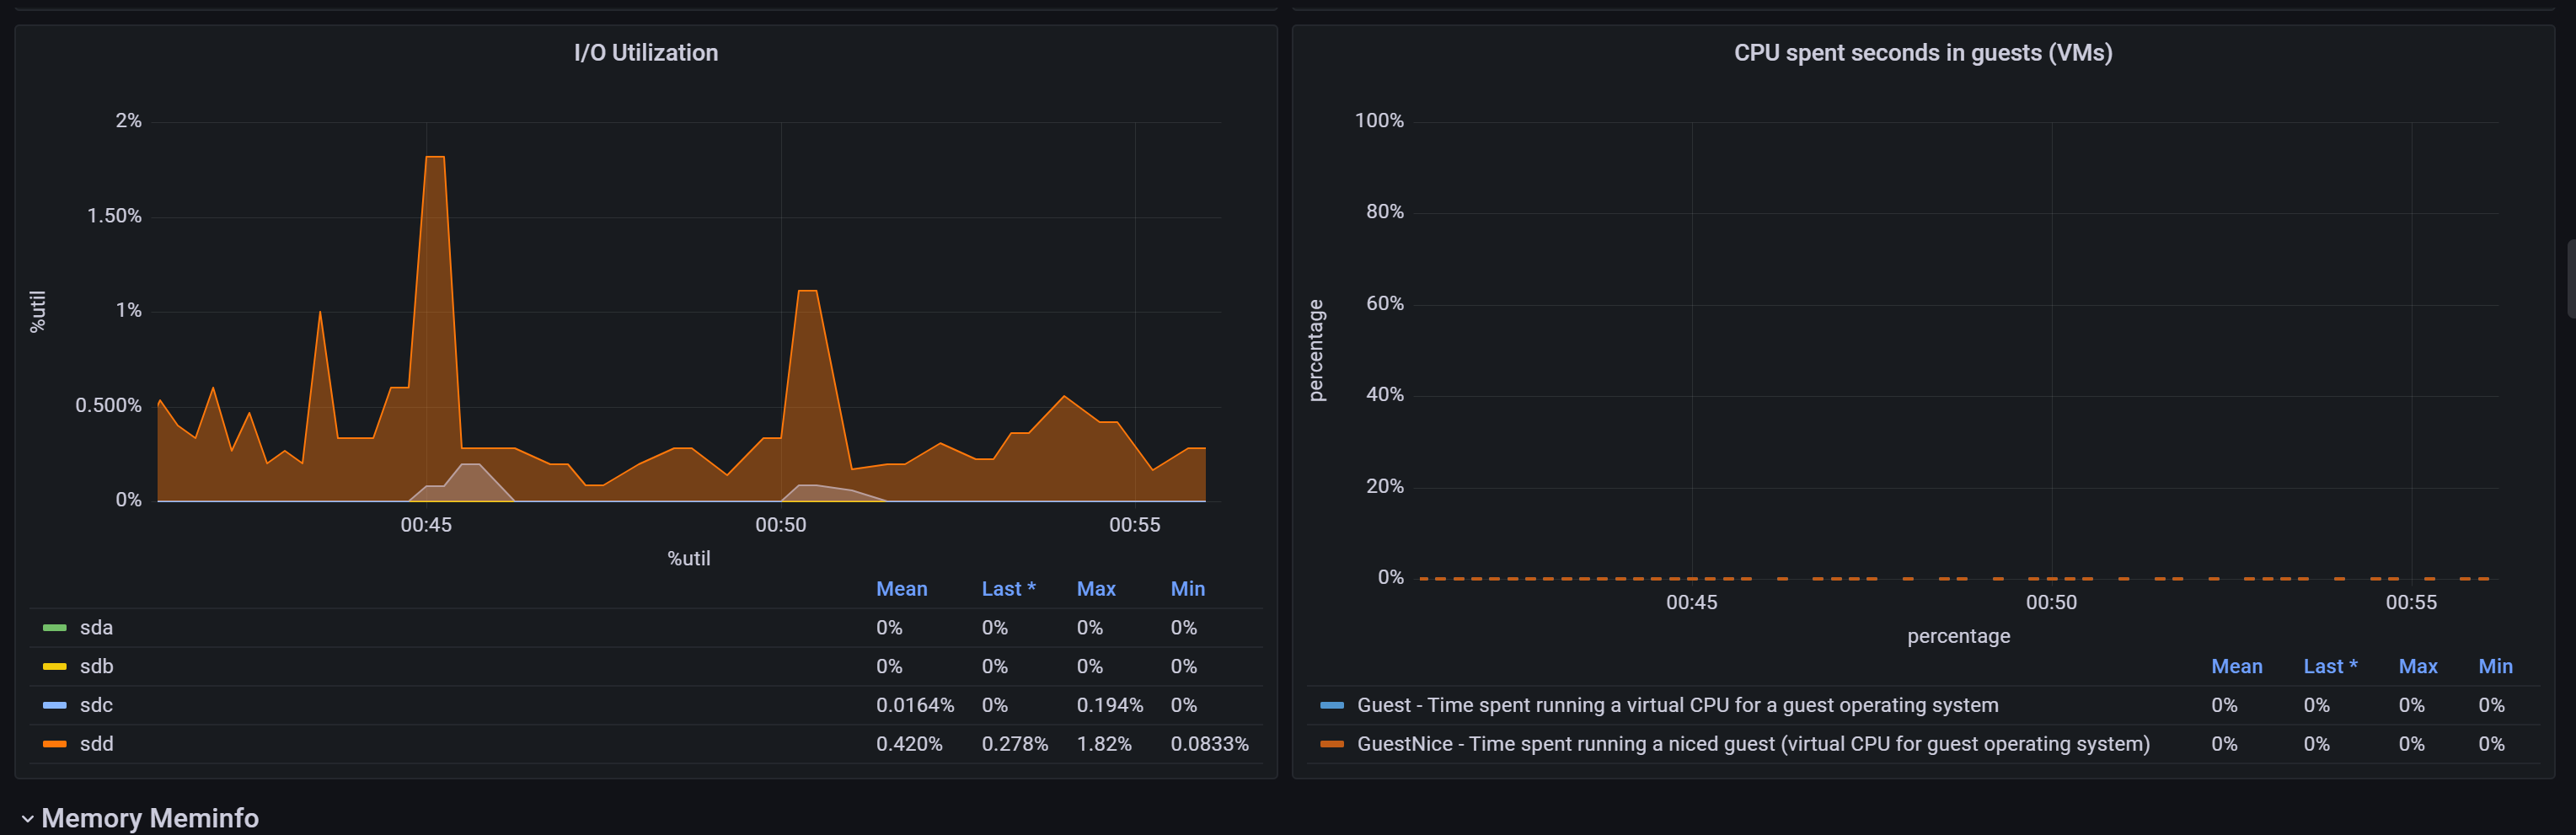 I/O Utilization
2%
1.50%
1%
0.500%
0%
%util
00:45 00:50 00:55
%util
Mean Last * Max Min
sda 0% 0% 0% 0%
sdb 0% 0% 0% 0%
sdc 0.0164% 0% 0.194% 0%
sdd 0.420% 0.278% 1.82% 0.0833%
CPU spent seconds in guests (VMs)
100%
80%
60%
40%
20%
0%
percentage
00:45 00:50 00:55
percentage
Mean Last * Max Min
Guest - Time spent running a virtual CPU for a guest operating system 0% 0% 0% 0%
GuestNice - Time spent running a niced guest (virtual CPU for guest operating system) 0% 0% 0% 0%
Memory Meminfo